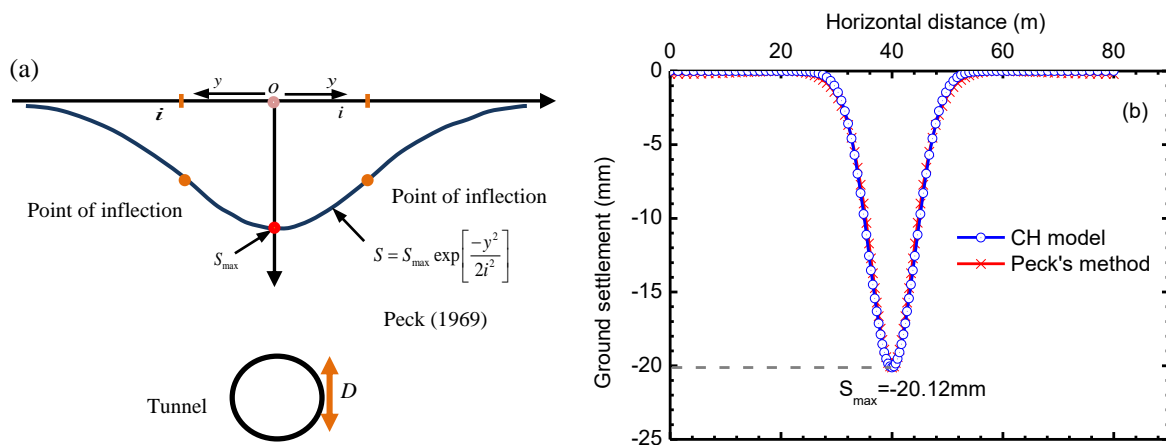 (a)
y
o
y
i
i
Point of inflection
Point of inflection
S_max
S = S_max exp[-y²/2i²]
Peck (1969)
Tunnel
D
Horizontal distance (m)
0 20 40 60 80
(b)
0
-5
-10
-15
-20
-25
Ground settlement (mm)
CH model
Peck's method
S_max=-20.12mm